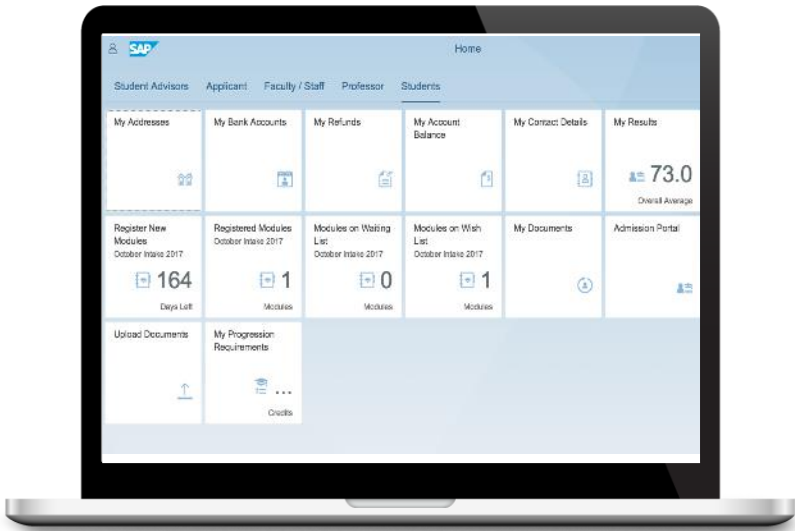 SAP
Home
Student Advisors Applicant Faculty / Staff Professor Students
My Addresses
My Bank Accounts
My Refunds
My Account
Balance
My Contact Details
My Results
73.0
Overall Average
Register New
Modules
October Intake 2017
164
Days Left
Registered Modules
October Intake 2017
1
Modules
Modules on Waiting
List
October Intake 2017
0
Modules
Modules on Wish
List
October Intake 2017
1
Modules
My Documents
Admission Portal
Upload Documents
My Progression
Requirements
...
Credits